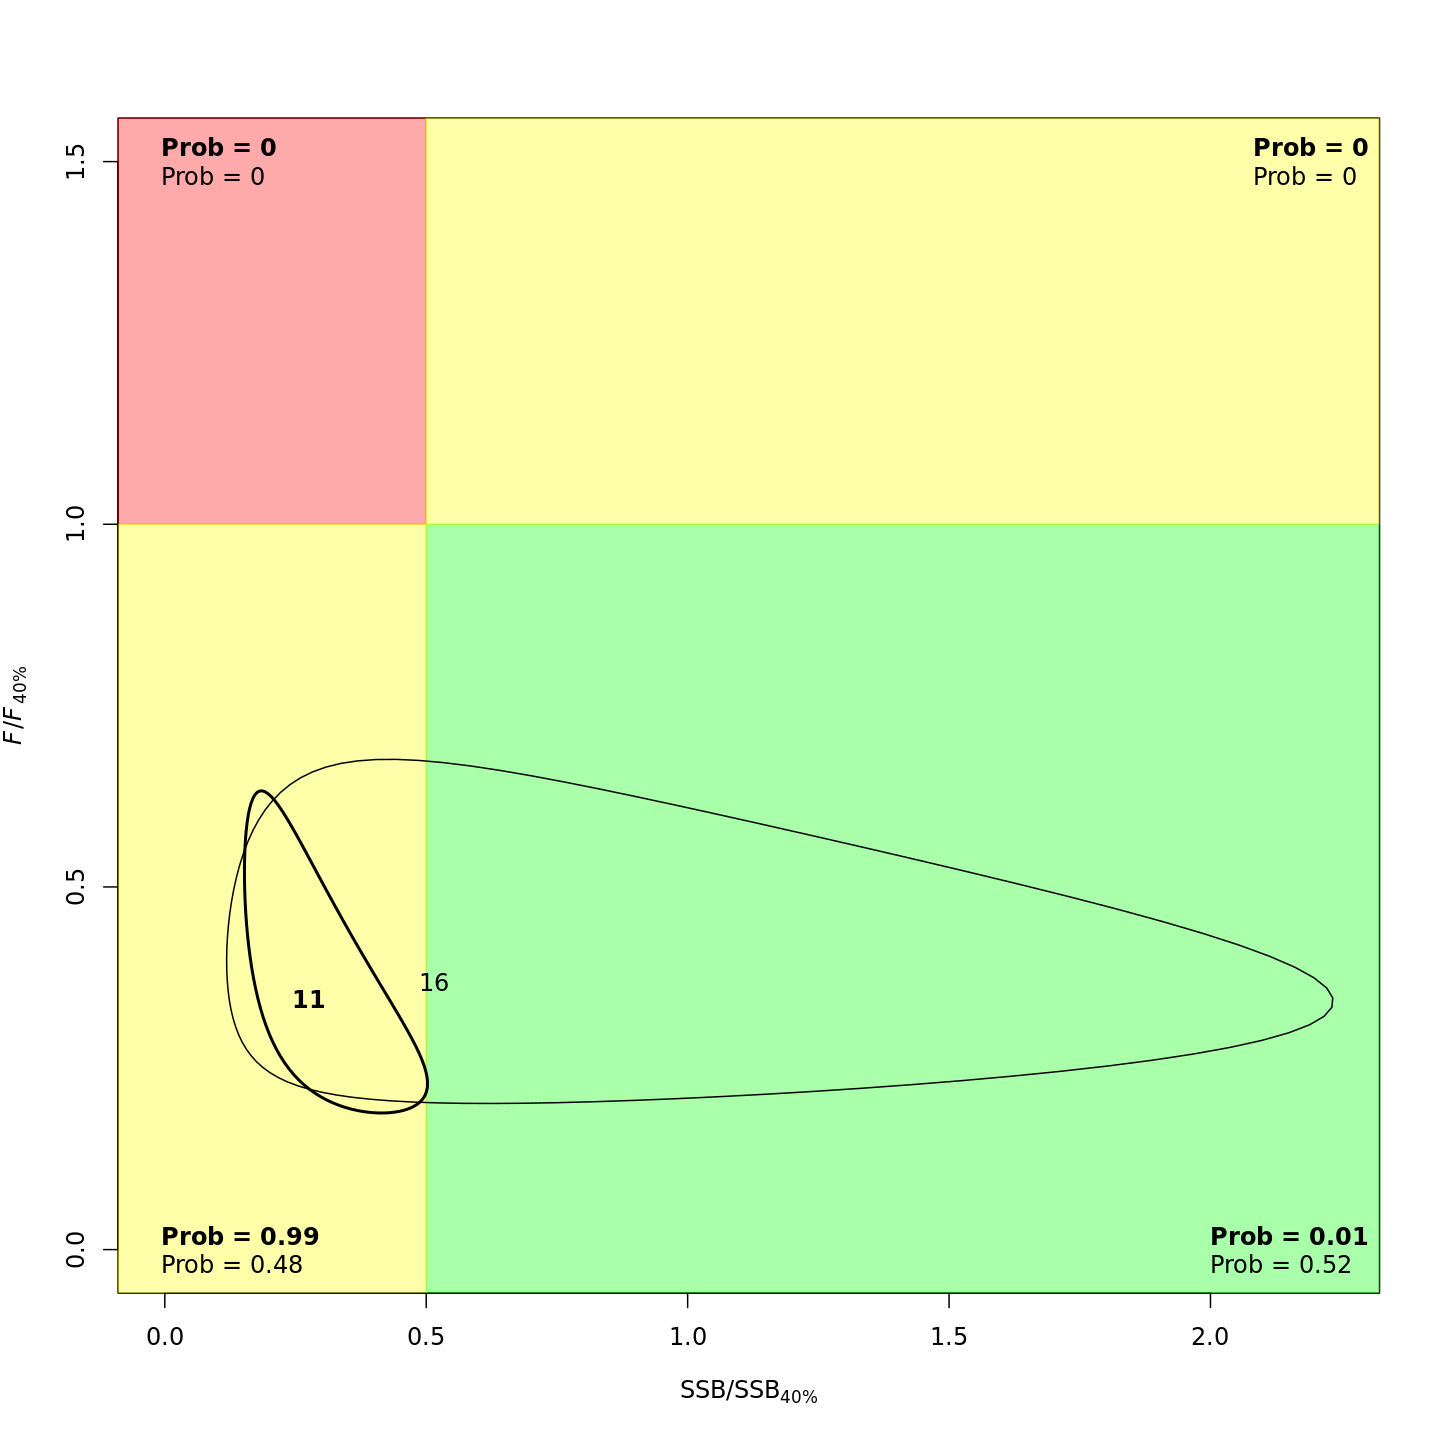 Prob = 0
Prob = 0
Prob = 0
Prob = 0
1.5
1.0
0.5
0.0
F/F40%
11
16
Prob = 0.99
Prob = 0.48
Prob = 0.01
Prob = 0.52
0.0 0.5 1.0 1.5 2.0
SSB/SSB40%